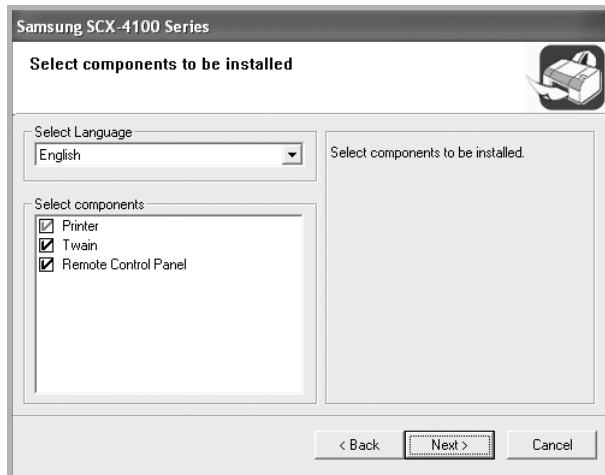 Samsung SCX-4100 Series
Select components to be installed
Select Language
English
Select components to be installed.
Select components
Printer
Twain
Remote Control Panel
< Back
Next >
Cancel